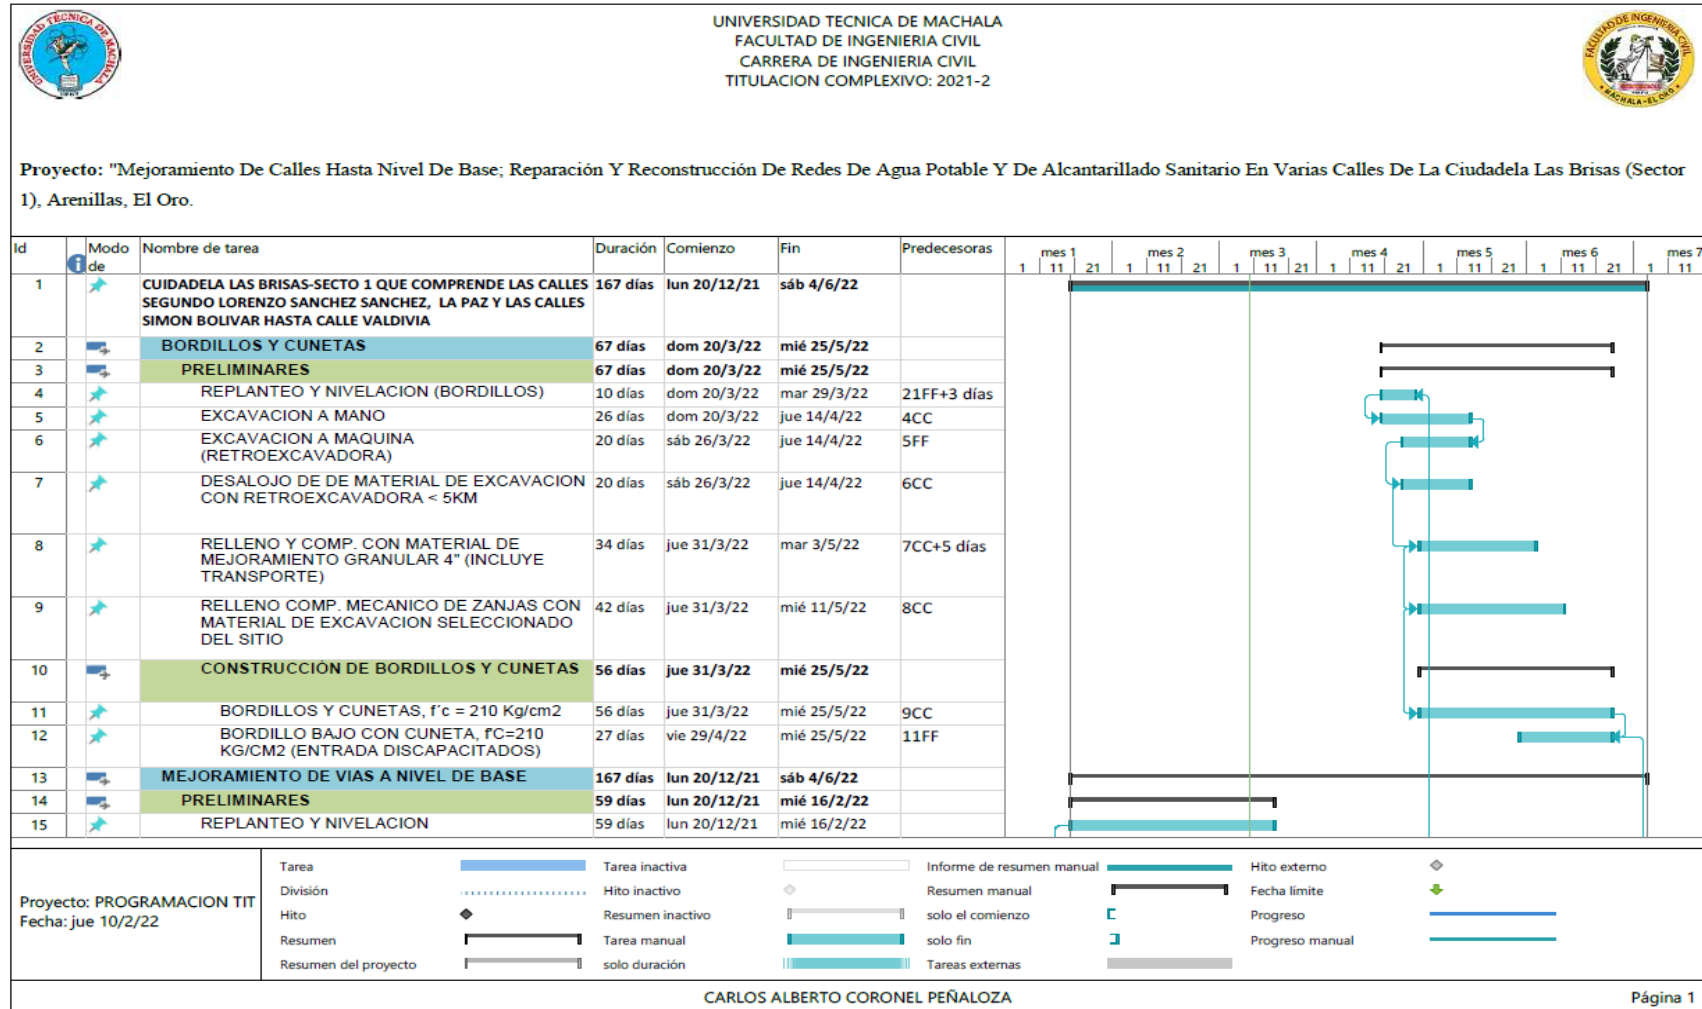 UNIVERSIDAD TECNICA DE MACHALA
FACULTAD DE INGENIERIA CIVIL
CARRERA DE INGENIERIA CIVIL
TITULACION COMPLEXIVO: 2021-2
UNIVERSIDAD TECNICA DE MACHALA
FACULTAD DE INGENIERIA CIVIL
MACHALA-EL ORO
Proyecto: "Mejoramiento De Calles Hasta Nivel De Base; Reparación Y Reconstrucción De Redes De Agua Potable Y De Alcantarillado Sanitario En Varias Calles De La Ciudadela Las Brisas (Sector
1), Arenillas, El Oro.
Id Modo de Nombre de tarea Duración Comienzo Fin Predecesoras
mes 1 mes 2 mes 3 mes 4 mes 5 mes 6 mes 7
1 11 21 1 11 21 1 11 21 1 11 21 1 11 21 1 11 21 1 11
1 CUIDADELA LAS BRISAS-SECTO 1 QUE COMPRENDE LAS CALLES 167 días lun 20/12/21 sáb 4/6/22
SEGUNDO LORENZO SANCHEZ SANCHEZ, LA PAZ Y LAS CALLES
SIMON BOLIVAR HASTA CALLE VALDIVIA
2 BORDILLOS Y CUNETAS 67 días dom 20/3/22 mié 25/5/22
3 PRELIMINARES 67 días dom 20/3/22 mié 25/5/22
4 REPLANTEO Y NIVELACION (BORDILLOS) 10 días dom 20/3/22 mar 29/3/22 21FF+3 días
5 EXCAVACION A MANO 26 días dom 20/3/22 jue 14/4/22 4CC
6 EXCAVACION A MAQUINA 20 días sáb 26/3/22 jue 14/4/22 5FF
(RETROEXCAVADORA)
7 DESALOJO DE DE MATERIAL DE EXCAVACION 20 días sáb 26/3/22 jue 14/4/22 6CC
CON RETROEXCAVADORA < 5KM
8 RELLENO Y COMP. CON MATERIAL DE 34 días jue 31/3/22 mar 3/5/22 7CC+5 días
MEJORAMIENTO GRANULAR 4" (INCLUYE
TRANSPORTE)
9 RELLENO COMP. MECANICO DE ZANJAS CON 42 días jue 31/3/22 mié 11/5/22 8CC
MATERIAL DE EXCAVACION SELECCIONADO
DEL SITIO
10 CONSTRUCCIÓN DE BORDILLOS Y CUNETAS 56 días jue 31/3/22 mié 25/5/22
11 BORDILLOS Y CUNETAS, f´c = 210 Kg/cm2 56 días jue 31/3/22 mié 25/5/22 9CC
12 BORDILLO BAJO CON CUNETA, f'C=210 27 días vie 29/4/22 mié 25/5/22 11FF
KG/CM2 (ENTRADA DISCAPACITADOS)
13 MEJORAMIENTO DE VIAS A NIVEL DE BASE 167 días lun 20/12/21 sáb 4/6/22
14 PRELIMINARES 59 días lun 20/12/21 mié 16/2/22
15 REPLANTEO Y NIVELACION 59 días lun 20/12/21 mié 16/2/22
Proyecto: PROGRAMACION TIT
Fecha: jue 10/2/22
Tarea Tarea inactiva Informe de resumen manual Hito externo
División Hito inactivo Resumen manual Fecha límite
Hito Resumen inactivo solo el comienzo Progreso
Resumen Tarea manual solo fin Progreso manual
Resumen del proyecto solo duración Tareas externas
CARLOS ALBERTO CORONEL PEÑALOZA
Página 1